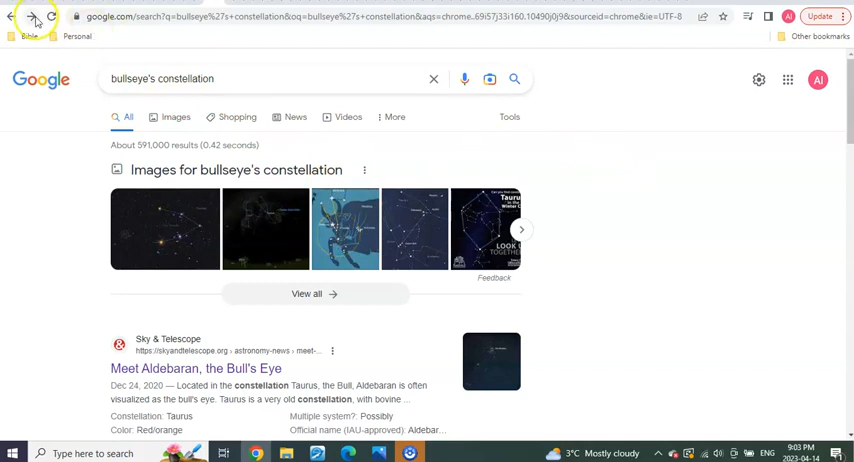 google.com/search?q=bullseye%27s+constellation&oq=bullseye%27s+constellation&aqs=chrome..69i57j33i160.10490j0j9&sourceid=chrome&ie=UTF-8
AI
Update
Bible
Personal
Other bookmarks
Google
bullseye's constellation
AI
All
Images
Shopping
News
Videos
More
Tools
About 591,000 results (0.42 seconds)
Images for bullseye's constellation
TAURUS
LOOK
Feedback
View all
Sky & Telescope
https://skyandtelescope.org › astronomy-news › meet-...
Meet Aldebaran, the Bull's Eye
Dec 24, 2020 — Located in the constellation Taurus, the Bull, Aldebaran is often
visualized as the bull's eye. Taurus is a very old constellation, with bovine ...
Constellation: Taurus
Multiple system?: Possibly
Color: Red/orange
Official name (IAU-approved): Aldebar...
Type here to search
3°C Mostly cloudy
ENG
9:03 PM
2023-04-14